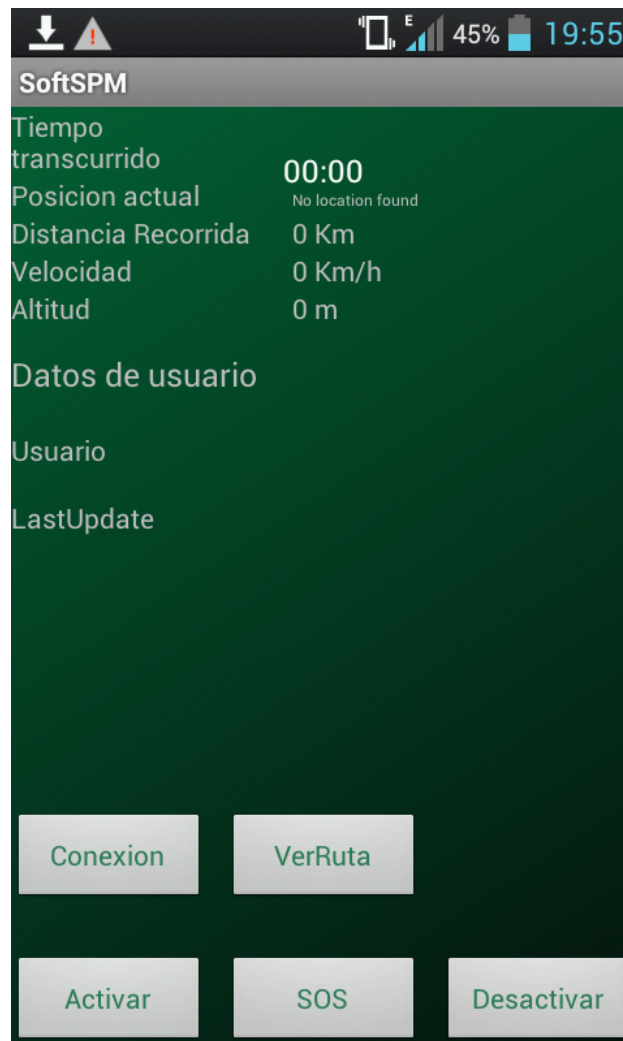 E 45% 19:55
SoftSPM
Tiempo
transcurrido 00:00
Posicion actual No location found
Distancia Recorrida 0 Km
Velocidad 0 Km/h
Altitud 0 m
Datos de usuario
Usuario
LastUpdate
Conexion VerRuta
Activar SOS Desactivar